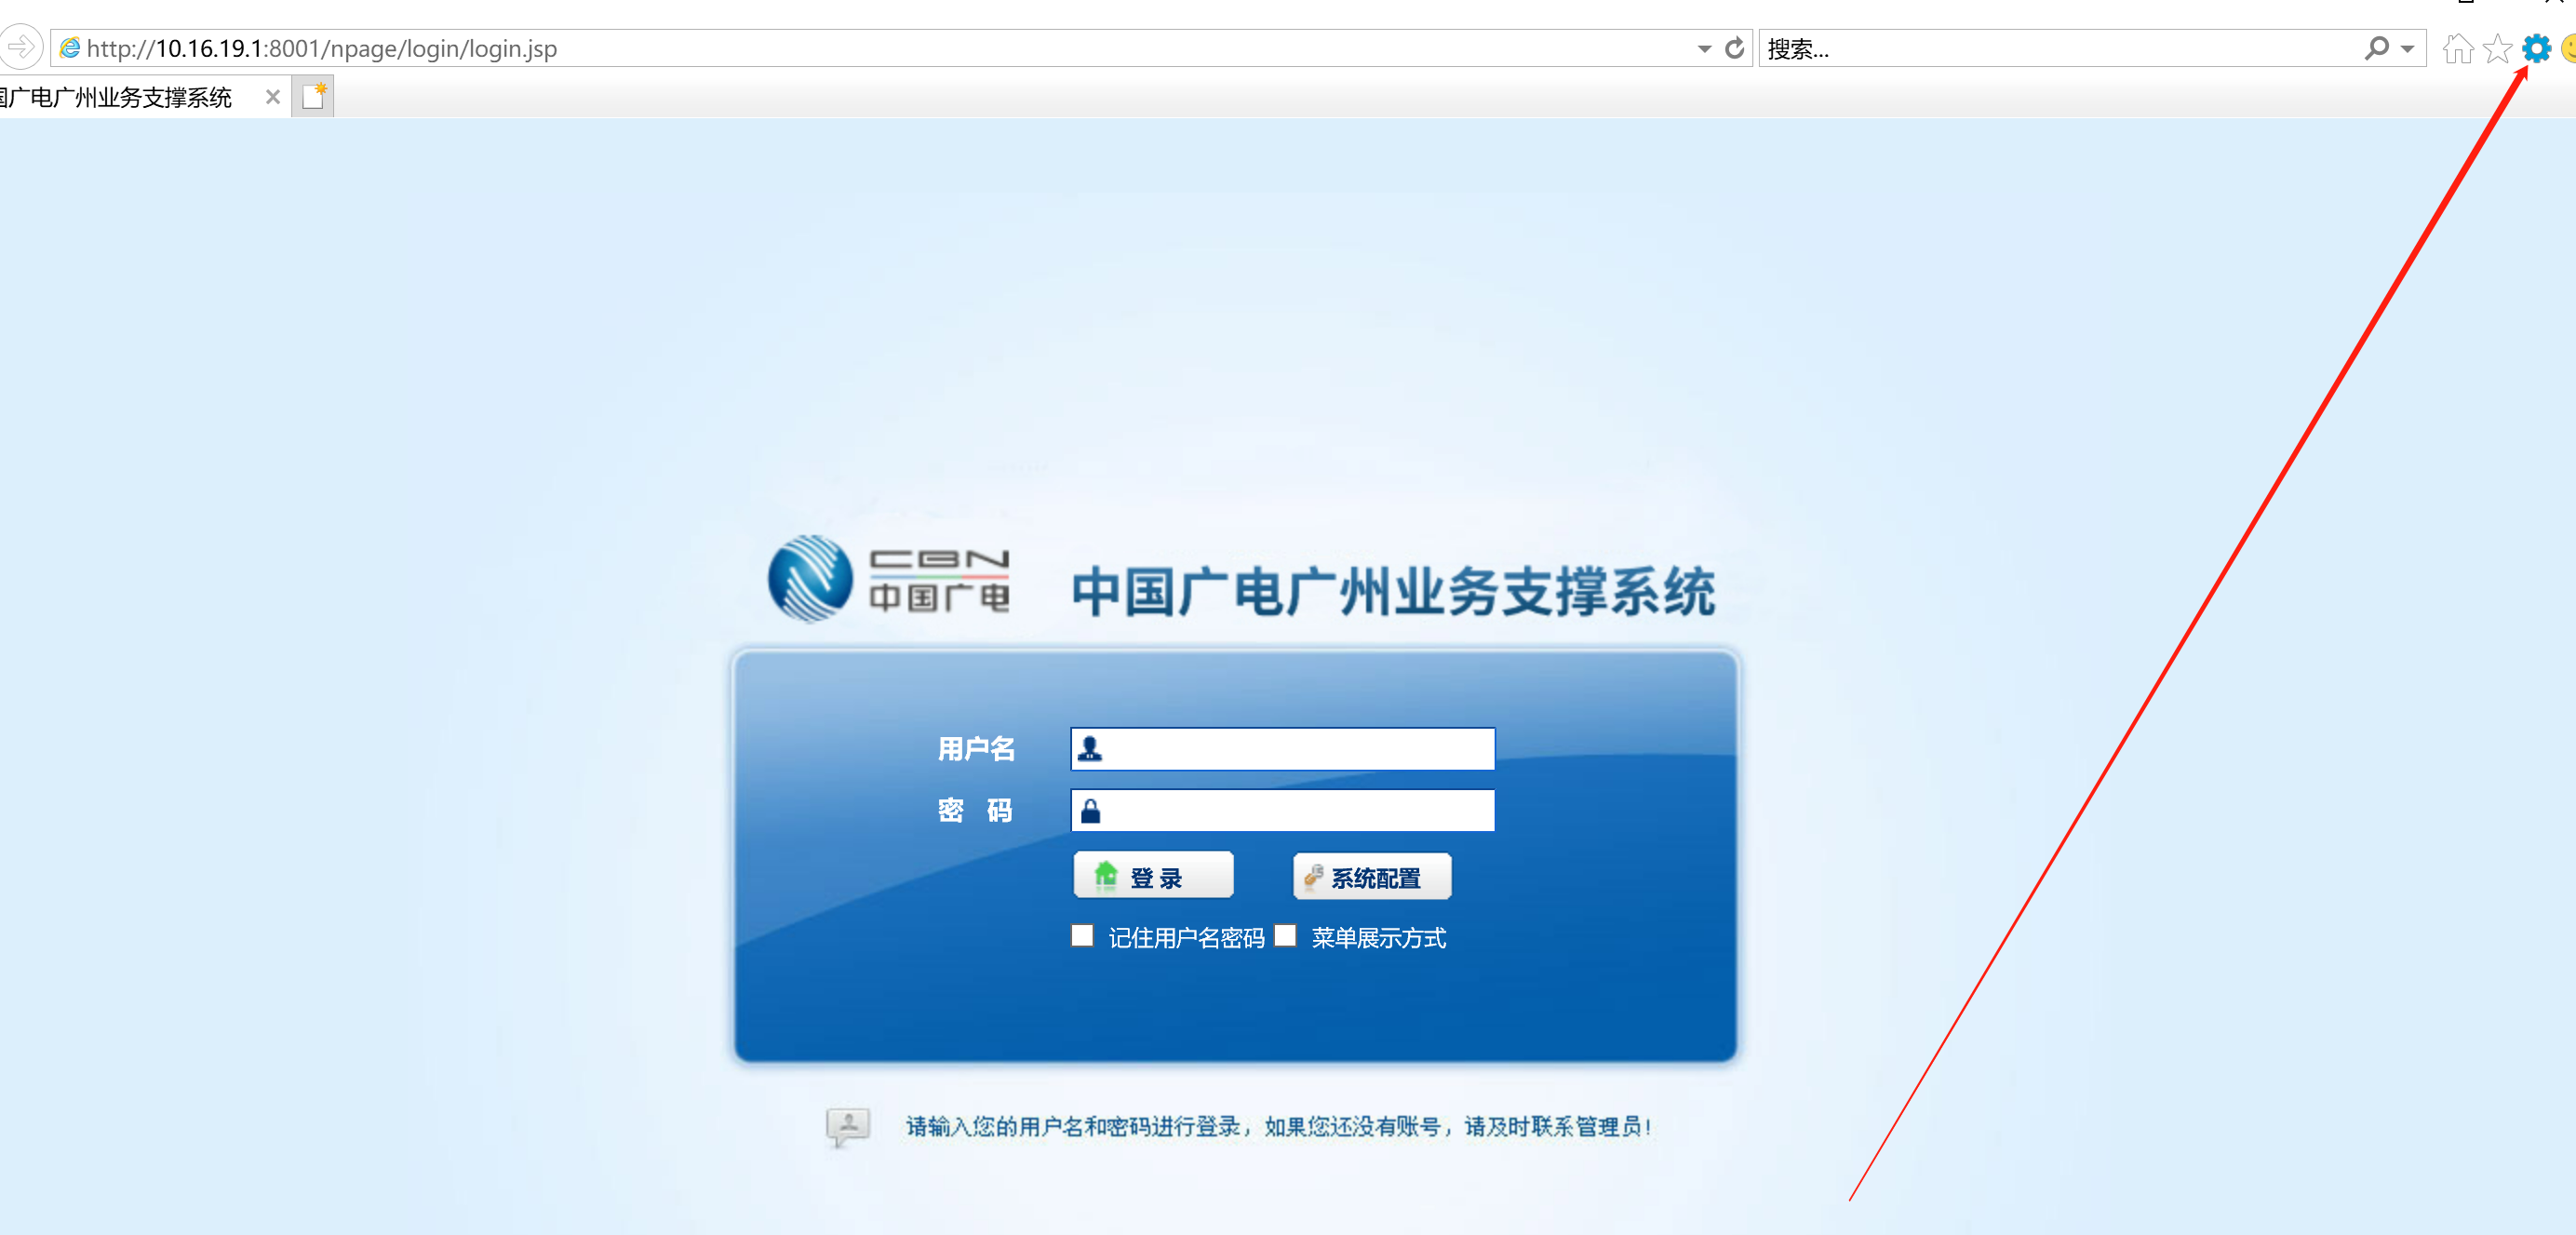 http://10.16.19.1:8001/npage/login/login.jsp
搜索...
国广电广州业务支撑系统
CBN
中国广电
中国广电广州业务支撑系统
用户名
密 码
登 录
系统配置
记住用户名密码
菜单展示方式
请输入您的用户名和密码进行登录，如果您还没有账号，请及时联系管理员！